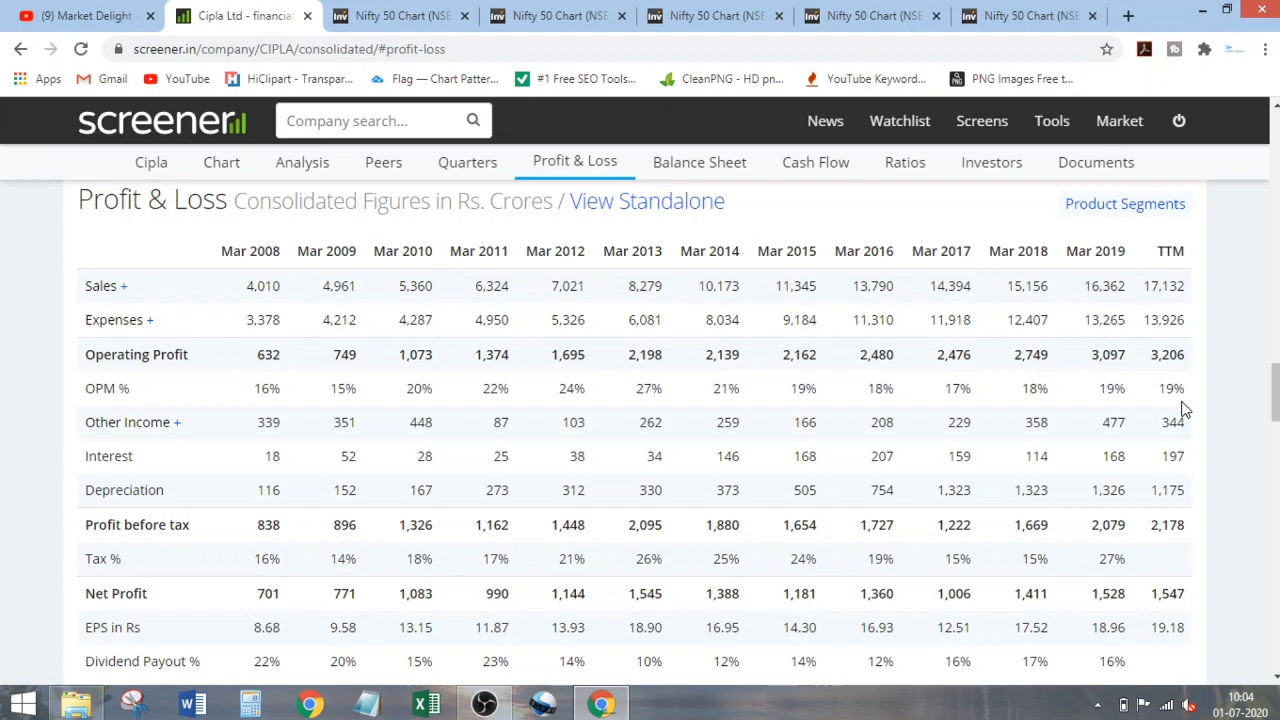 (9) Market Delight - Cipla Ltd - financial Nifty 50 Chart (NSE Nifty 50 Chart (NSE Nifty 50 Chart (NSE Nifty 50 Chart (NSE Nifty 50 Chart (NSE
screener.in/company/CIPLA/consolidated/#profit-loss
Apps Gmail YouTube HiClipart - Transpar... Flag — Chart Patter... #1 Free SEO Tools... CleanPNG - HD pn... YouTube Keyword... PNG Images Free t...
screener Company search... News Watchlist Screens Tools Market
Cipla Chart Analysis Peers Quarters Profit & Loss Balance Sheet Cash Flow Ratios Investors Documents
Profit & Loss Consolidated Figures in Rs. Crores / View Standalone Product Segments
Mar 2008 Mar 2009 Mar 2010 Mar 2011 Mar 2012 Mar 2013 Mar 2014 Mar 2015 Mar 2016 Mar 2017 Mar 2018 Mar 2019 TTM
Sales + 4,010 4,961 5,360 6,324 7,021 8,279 10,173 11,345 13,790 14,394 15,156 16,362 17,132
Expenses + 3,378 4,212 4,287 4,950 5,326 6,081 8,034 9,184 11,310 11,918 12,407 13,265 13,926
Operating Profit 632 749 1,073 1,374 1,695 2,198 2,139 2,162 2,480 2,476 2,749 3,097 3,206
OPM % 16% 15% 20% 22% 24% 27% 21% 19% 18% 17% 18% 19% 19%
Other Income + 339 351 448 87 103 262 259 166 208 229 358 477 344
Interest 18 52 28 25 38 34 146 168 207 159 114 168 197
Depreciation 116 152 167 273 312 330 373 505 754 1,323 1,323 1,326 1,175
Profit before tax 838 896 1,326 1,162 1,448 2,095 1,880 1,654 1,727 1,222 1,669 2,079 2,178
Tax % 16% 14% 18% 17% 21% 26% 25% 24% 19% 15% 15% 27%
Net Profit 701 771 1,083 990 1,144 1,545 1,388 1,181 1,360 1,006 1,411 1,528 1,547
EPS in Rs 8.68 9.58 13.15 11.87 13.93 18.90 16.95 14.30 16.93 12.51 17.52 18.96 19.18
Dividend Payout % 22% 20% 15% 23% 14% 10% 12% 14% 12% 16% 17% 16%
10:04
01-07-2020